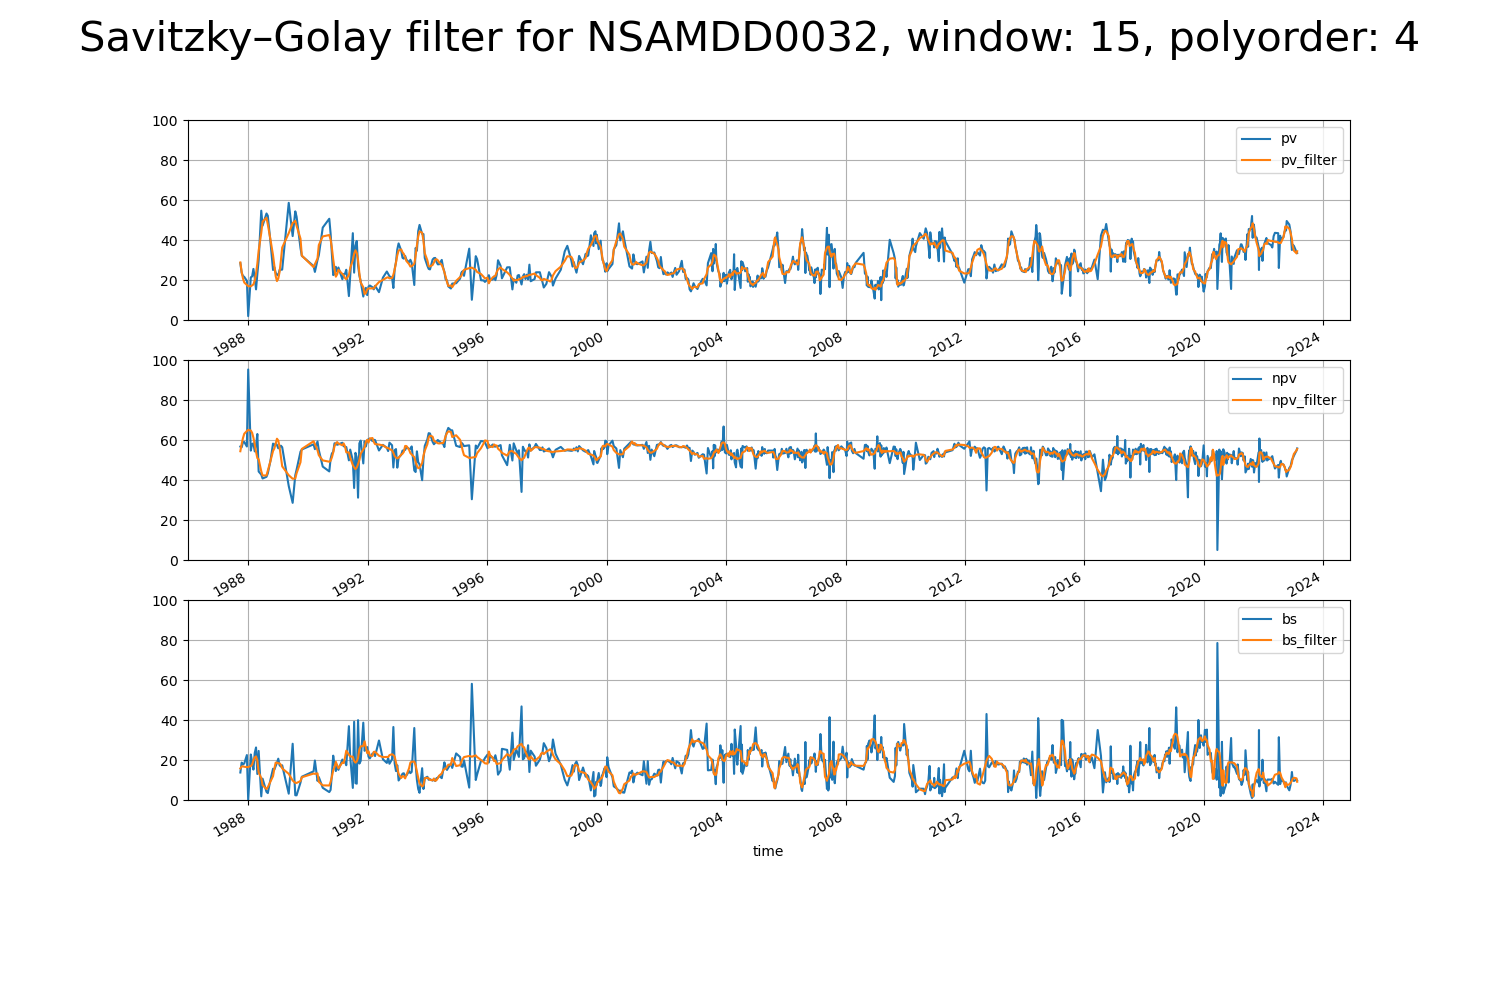 Savitzky–Golay filter for NSAMDD0032, window: 15, polyorder: 4
100
80
60
40
20
0
pv
pv_filter
1988 1992 1996 2000 2004 2008 2012 2016 2020 2024
100
80
60
40
20
0
npv
npv_filter
1988 1992 1996 2000 2004 2008 2012 2016 2020 2024
100
80
60
40
20
0
bs
bs_filter
1988 1992 1996 2000 2004 2008 2012 2016 2020 2024
time